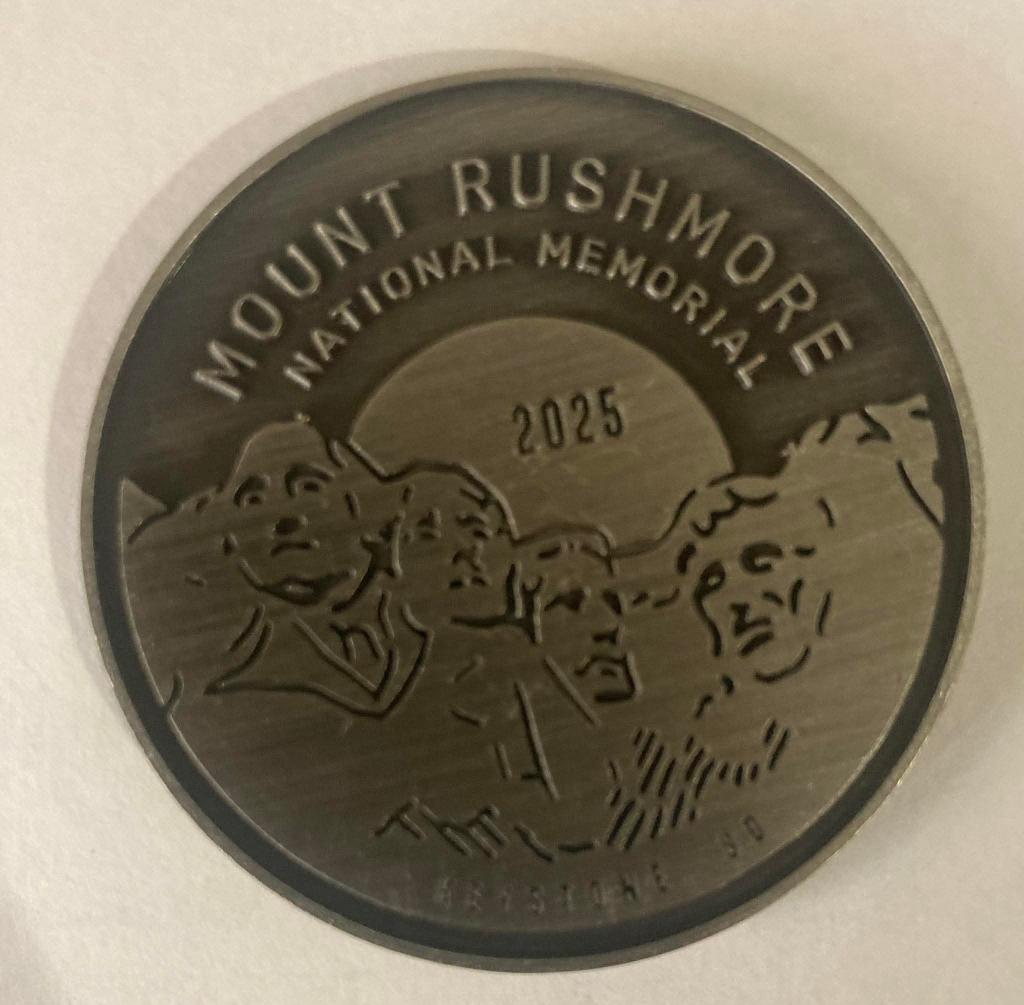 MOUNT RUSHMORE
NATIONAL MEMORIAL
2025
KEYSTONE SD